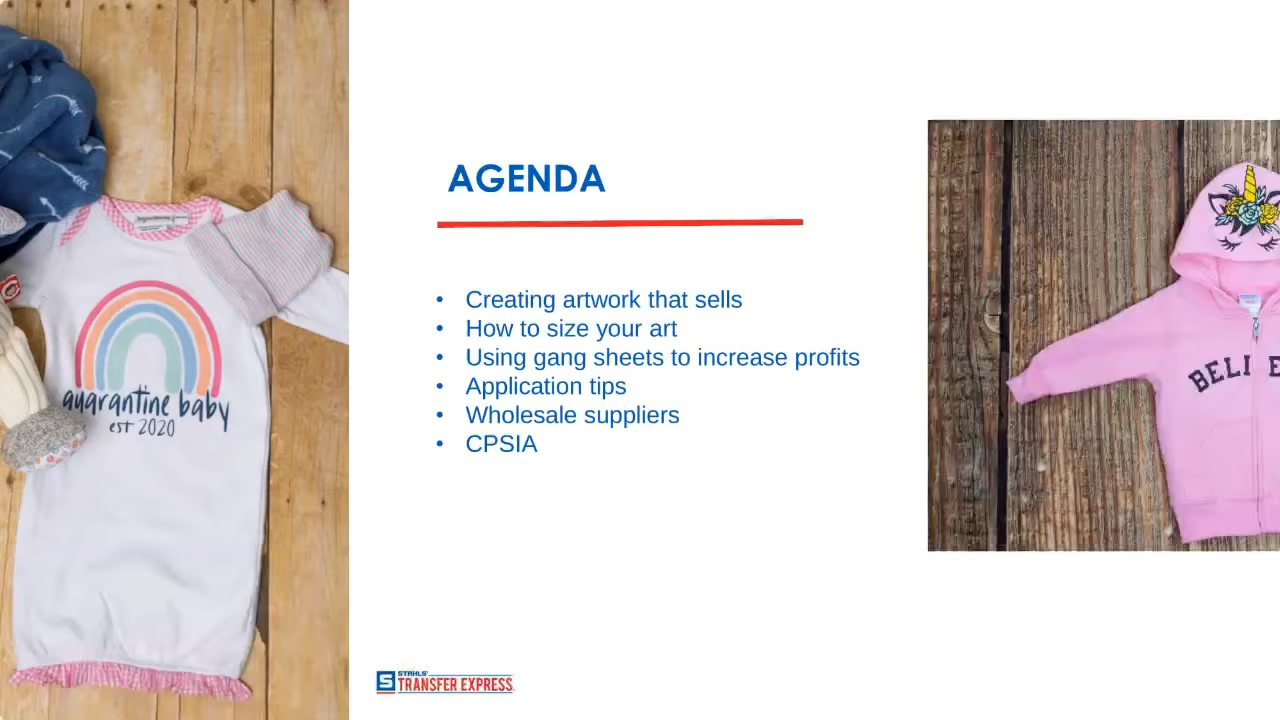 quarantine baby
est 2020
AGENDA
• Creating artwork that sells
• How to size your art
• Using gang sheets to increase profits
• Application tips
• Wholesale suppliers
• CPSIA
STAHLS'
TRANSFER EXPRESS